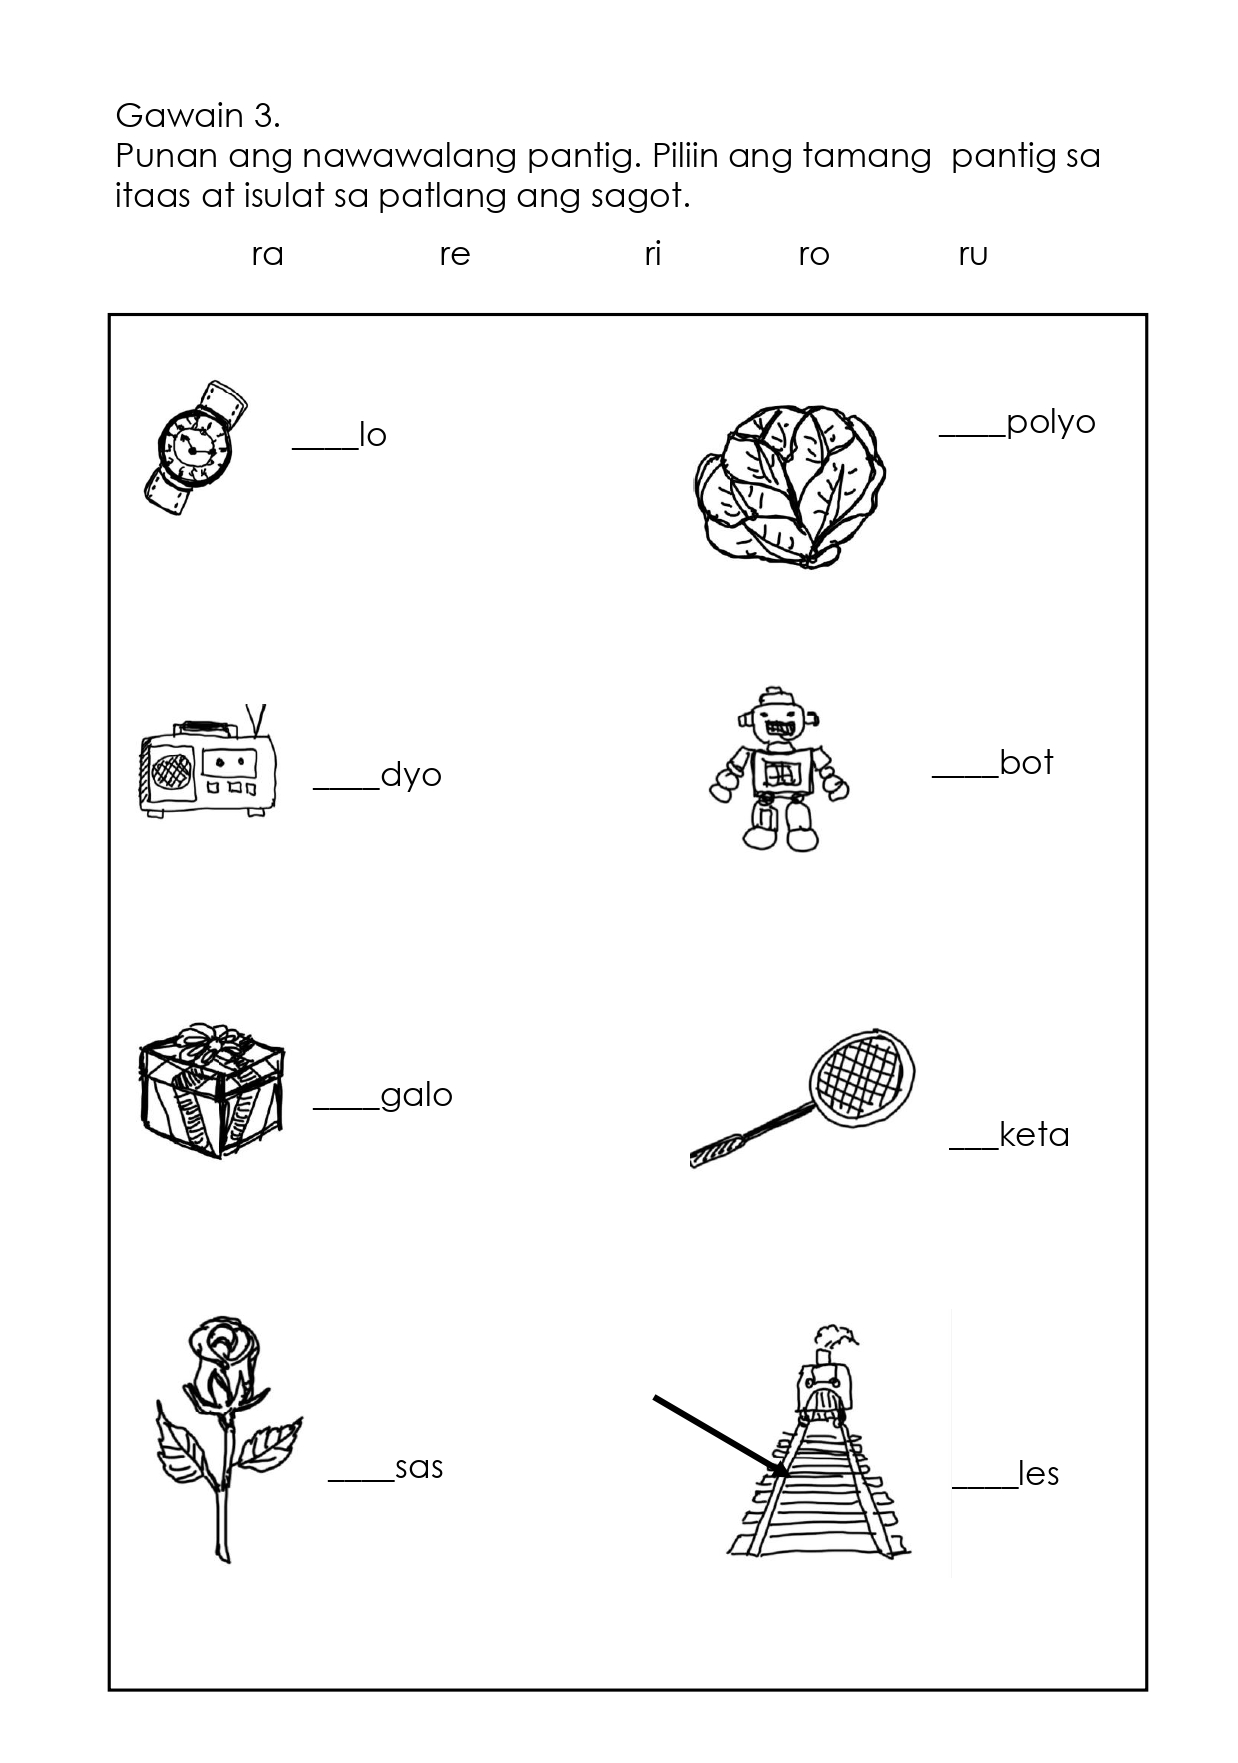 Gawain 3.
Punan ang nawawalang pantig. Piliin ang tamang pantig sa
itaas at isulat sa patlang ang sagot.
ra re ri ro ru
____lo
____polyo
____dyo
____bot
____galo
___keta
____sas
____les